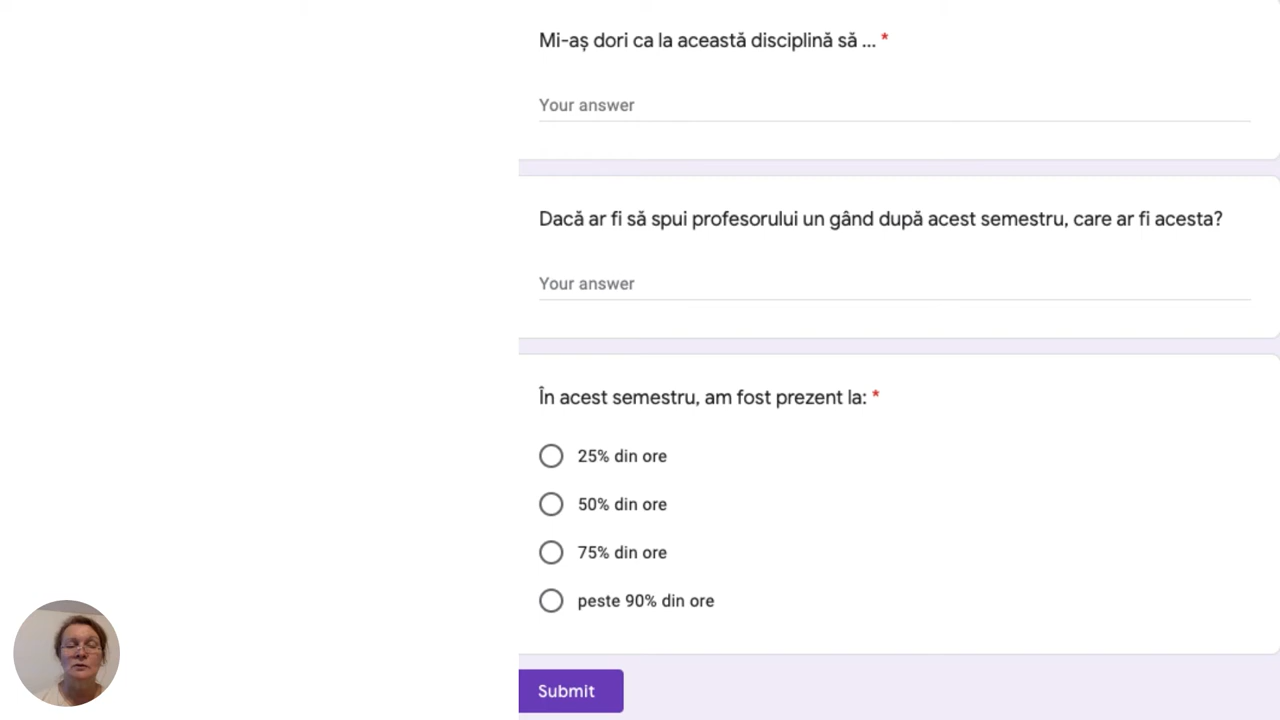 Mi-aș dori ca la această disciplină să ... *
Your answer
Dacă ar fi să spui profesorului un gând după acest semestru, care ar fi acesta?
Your answer
În acest semestru, am fost prezent la: *
25% din ore
50% din ore
75% din ore
peste 90% din ore
Submit